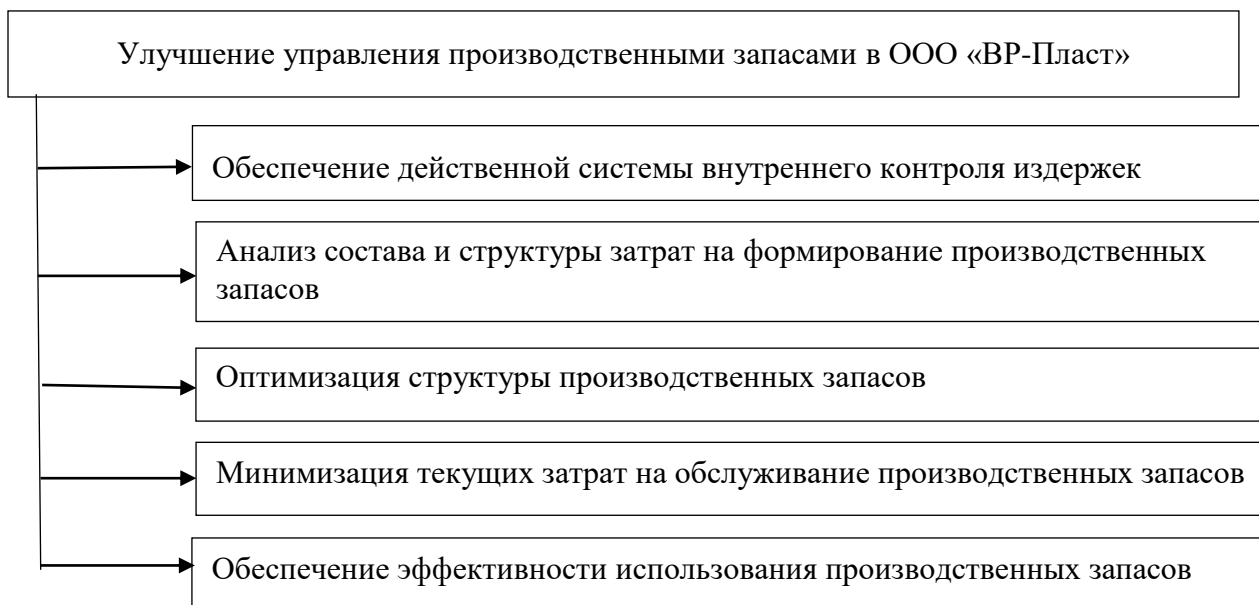 Улучшение управления производственными запасами в ООО «ВР-Пласт»
Обеспечение действенной системы внутреннего контроля издержек
Анализ состава и структуры затрат на формирование производственных
запасов
Оптимизация структуры производственных запасов
Минимизация текущих затрат на обслуживание производственных запасов
Обеспечение эффективности использования производственных запасов